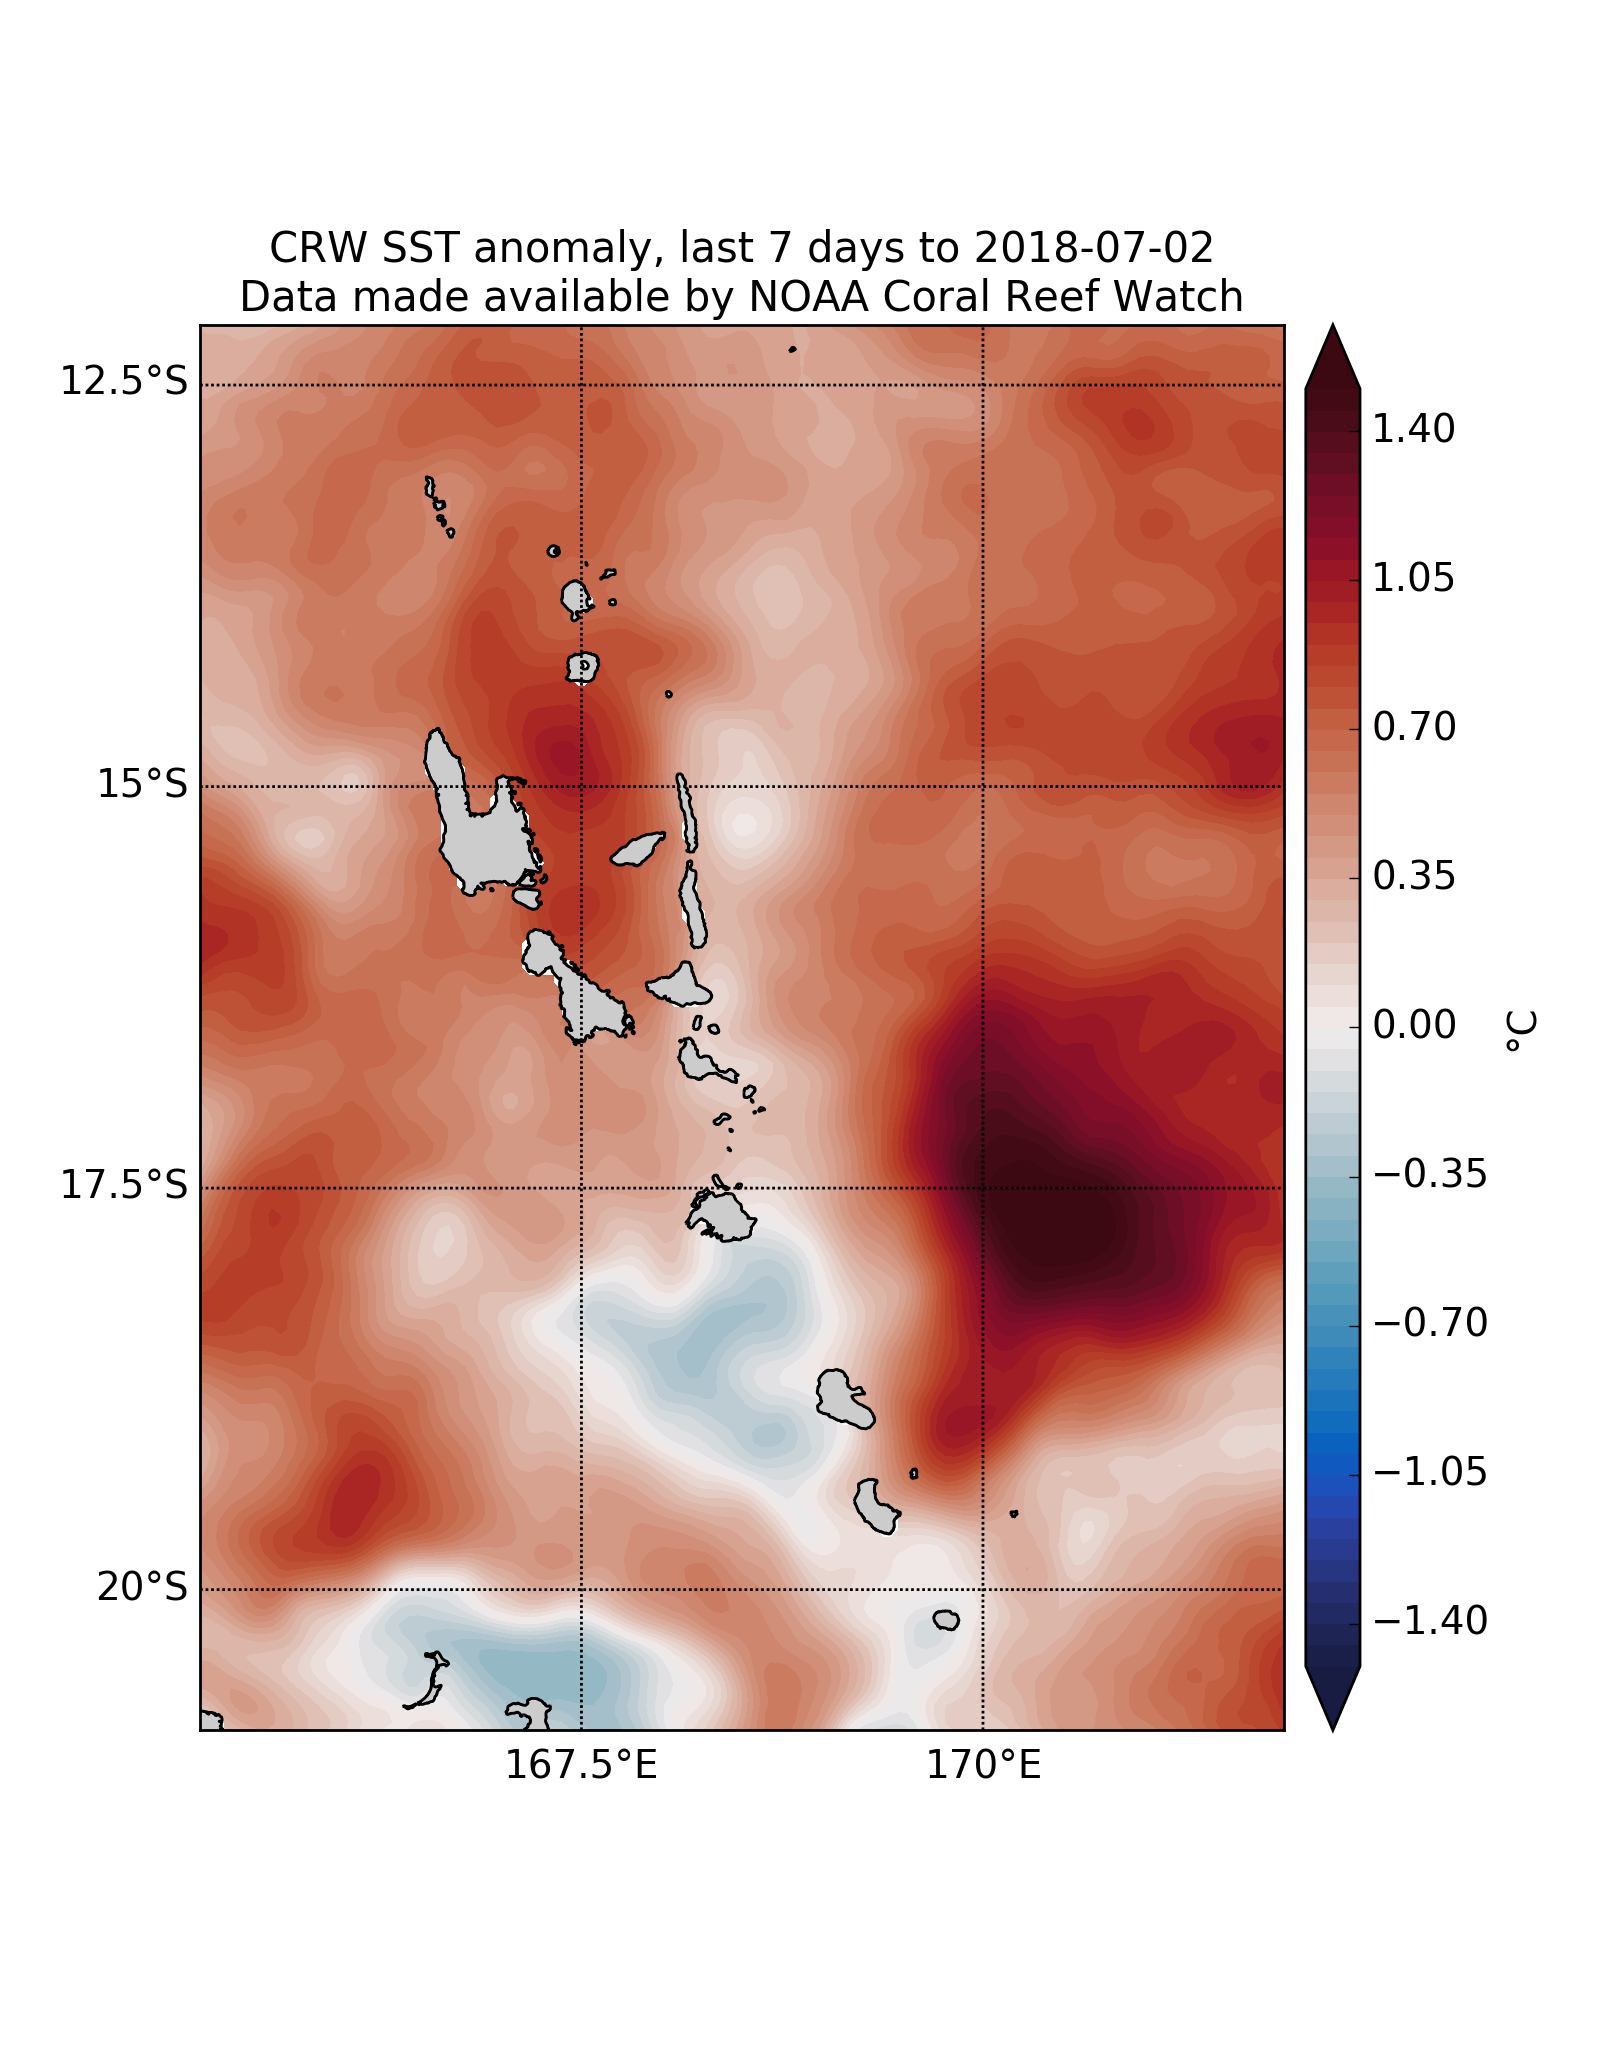 CRW SST anomaly, last 7 days to 2018-07-02
Data made available by NOAA Coral Reef Watch
12.5°S
15°S
17.5°S
20°S
167.5°E
170°E
1.40
1.05
0.70
0.35
0.00
−0.35
−0.70
−1.05
−1.40
°C